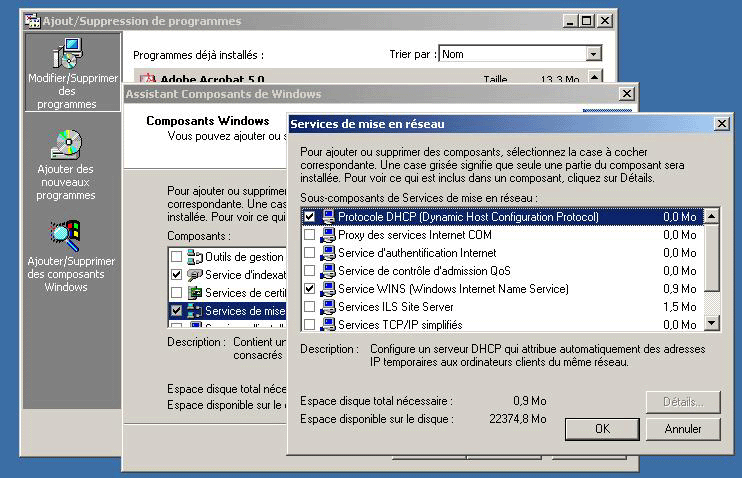 Ajout/Suppression de programmes
Modifier/Supprimer
des
programmes
Ajouter des
nouveaux
programmes
Ajouter/Supprimer
des composants
Windows
Programmes déjà installés :
Trier par : Nom
Adobe Acrobat 5.0 Taille 13,3 Mo
Assistant Composants de Windows
Composants Windows
Vous pouvez ajouter ou s
Pour ajouter ou supprimer
correspondante. Une cas
installée. Pour voir ce qui
Composants :
Outils de gestion
Service d'indexat
Services de certif
Services de mise
Description : Contient un
consacrés
Espace disque total néce
Espace disponible sur le
Services de mise en réseau
Pour ajouter ou supprimer des composants, sélectionnez la case à cocher
correspondante. Une case grisée signifie que seule une partie du composant sera
installée. Pour voir ce qui est inclus dans un composant, cliquez sur Détails.
Sous-composants de Services de mise en réseau :
Protocole DHCP (Dynamic Host Configuration Protocol) 0,0 Mo
Proxy des services Internet COM 0,0 Mo
Service d'authentification Internet 0,0 Mo
Service de contrôle d'admission QoS 0,0 Mo
Service WINS (Windows Internet Name Service) 0,9 Mo
Services ILS Site Server 1,5 Mo
Services TCP/IP simplifiés 0,0 Mo
Description : Configure un serveur DHCP qui attribue automatiquement des adresses
IP temporaires aux ordinateurs clients du même réseau.
Espace disque total nécessaire : 0,9 Mo
Espace disponible sur le disque : 22374,8 Mo
Détails...
OK
Annuler